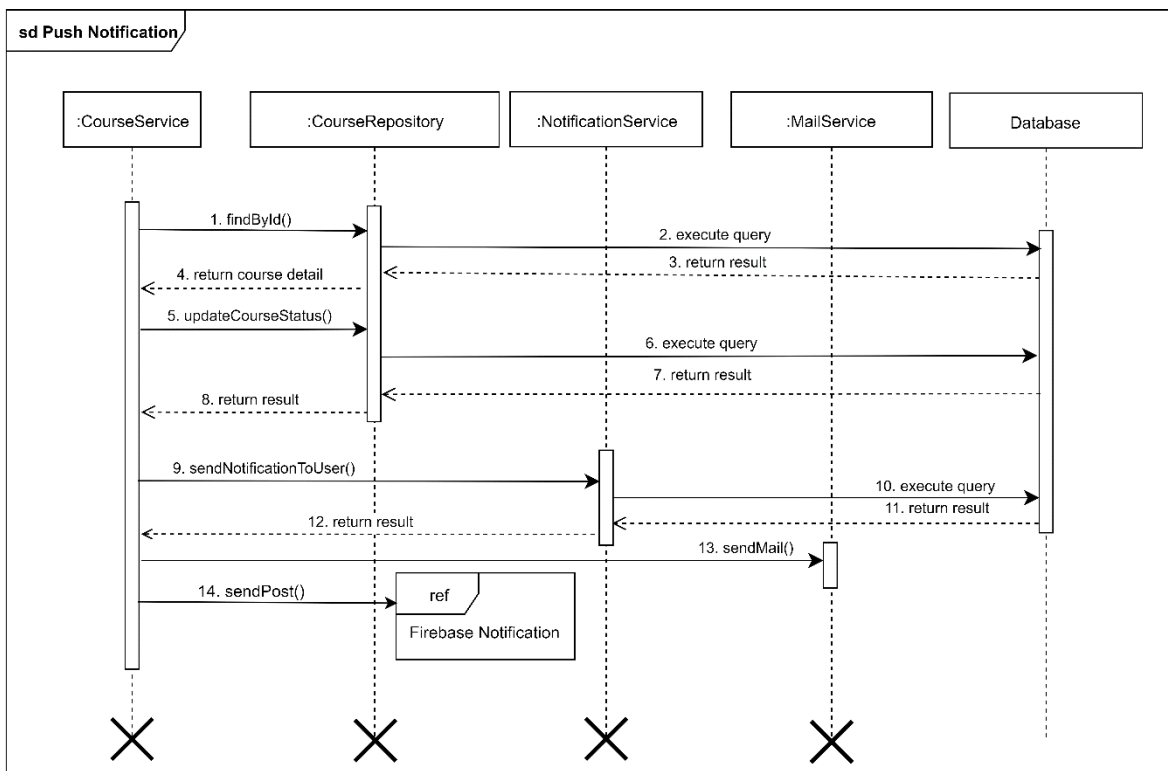 sd Push Notification
:CourseService
:CourseRepository
:NotificationService
:MailService
Database
1. findById()
2. execute query
3. return result
4. return course detail
5. updateCourseStatus()
6. execute query
7. return result
8. return result
9. sendNotificationToUser()
10. execute query
11. return result
12. return result
13. sendMail()
14. sendPost()
ref
Firebase Notification